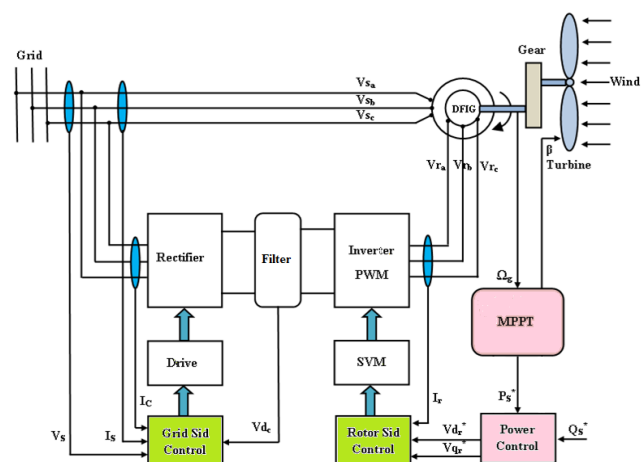 Grid
Gear
Wind
Turbine
β
Vsa
Vsb
Vsc
DFIG
Vra
Vrb
Vrc
Rectifier
Filter
Inverter
PWM
Ωg
MPPT
Drive
SVM
IC
Vdc
Ir
PS*
VS
IS
Grid Sid
Control
Rotor Sid
Control
Vdr*
Vqr*
Power
Control
QS*